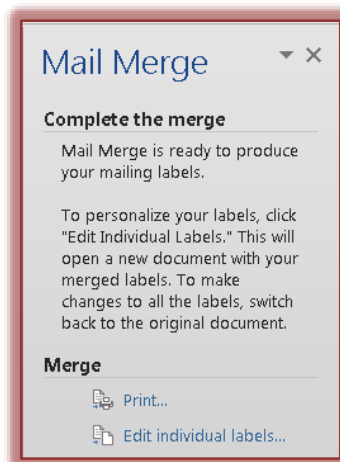 Mail Merge
Complete the merge
Mail Merge is ready to produce
your mailing labels.
To personalize your labels, click
"Edit Individual Labels." This will
open a new document with your
merged labels. To make
changes to all the labels, switch
back to the original document.
Merge
Print...
Edit individual labels...